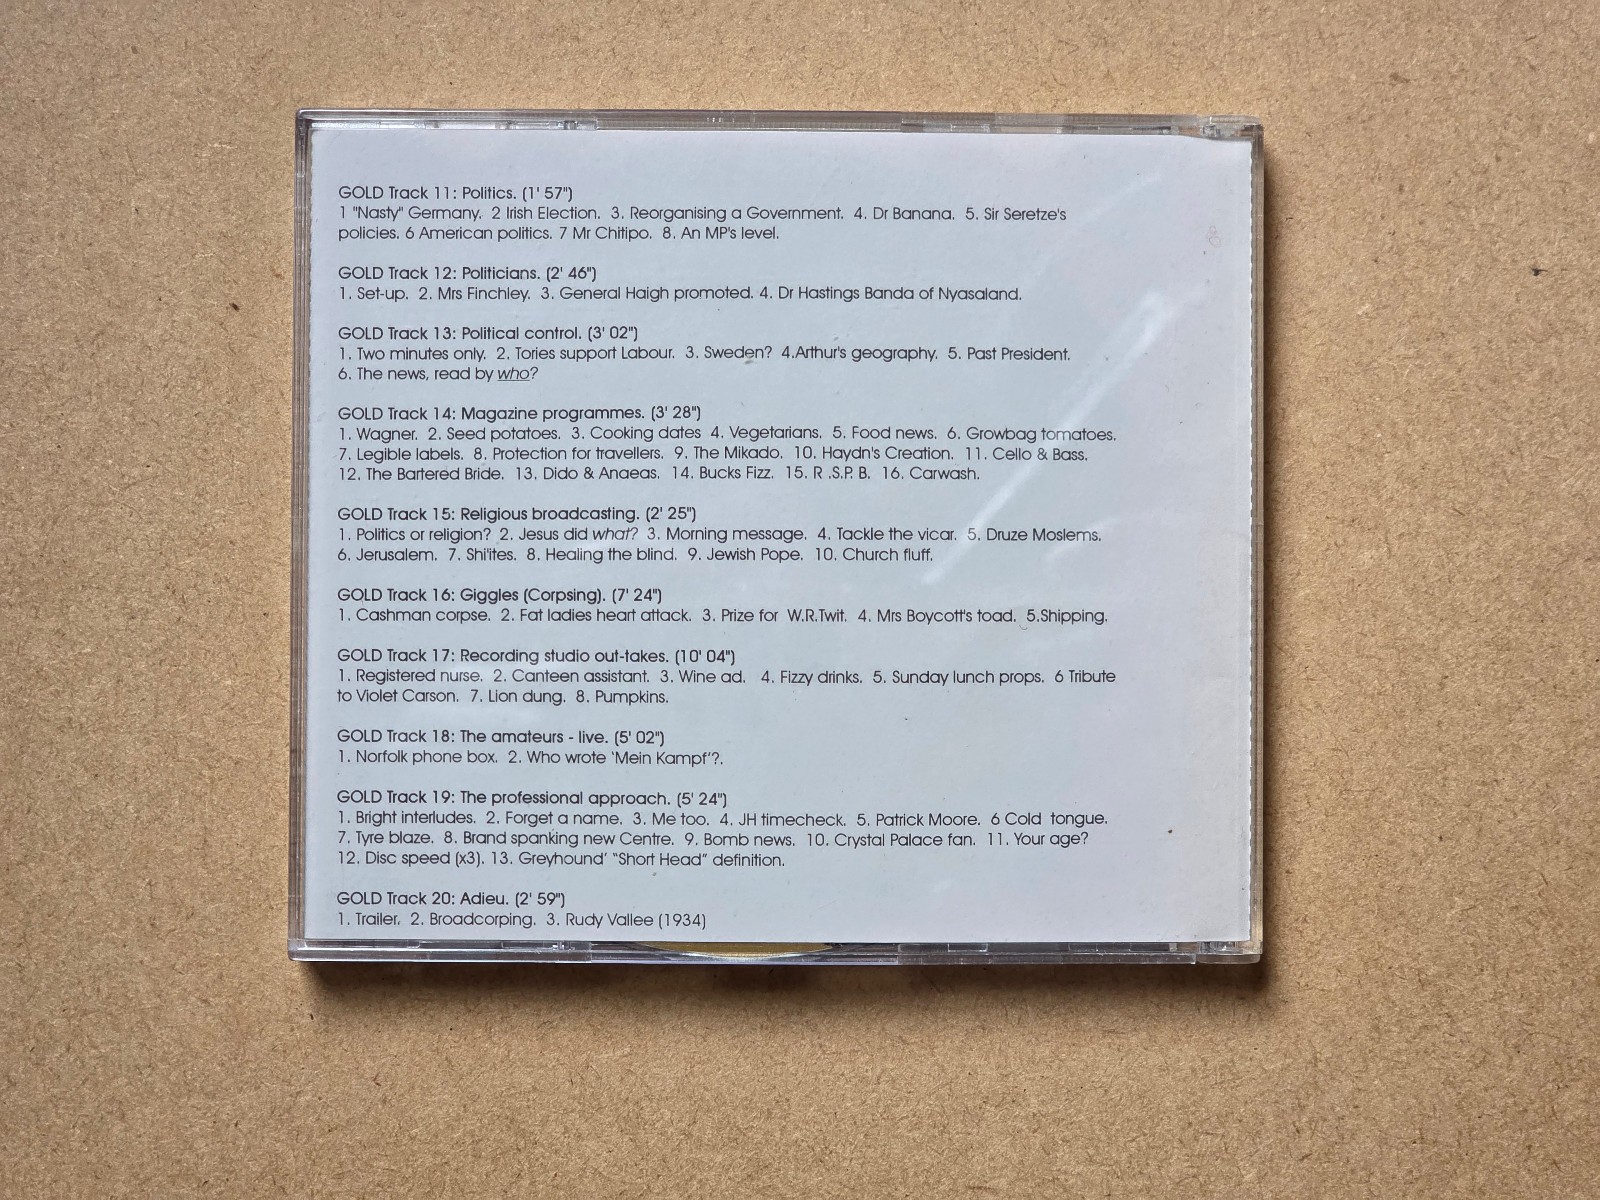 GOLD Track 11: Politics. (1' 57")
1 "Nasty" Germany. 2 Irish Election. 3. Reorganising a Government. 4. Dr Banana. 5. Sir Seretze's
policies. 6 American politics. 7 Mr Chitipo. 8. An MP's level.
GOLD Track 12: Politicians. (2' 46")
1. Set-up. 2. Mrs Finchley. 3. General Haigh promoted. 4. Dr Hastings Banda of Nyasaland.
GOLD Track 13: Political control. (3' 02")
1. Two minutes only. 2. Tories support Labour. 3. Sweden? 4.Arthur's geography. 5. Past President.
6. The news, read by who?
GOLD Track 14: Magazine programmes. (3' 28")
1. Wagner. 2. Seed potatoes. 3. Cooking dates 4. Vegetarians. 5. Food news. 6. Growbag tomatoes.
7. Legible labels. 8. Protection for travellers. 9. The Mikado. 10. Haydn's Creation. 11. Cello & Bass.
12. The Bartered Bride. 13. Dido & Anaeas. 14. Bucks Fizz. 15. R .S.P. B. 16. Carwash.
GOLD Track 15: Religious broadcasting. (2' 25")
1. Politics or religion? 2. Jesus did what? 3. Morning message. 4. Tackle the vicar. 5. Druze Moslems.
6. Jerusalem. 7. Shi'ites. 8. Healing the blind. 9. Jewish Pope. 10. Church fluff.
GOLD Track 16: Giggles (Corpsing). (7' 24")
1. Cashman corpse. 2. Fat ladies heart attack. 3. Prize for W.R.Twit. 4. Mrs Boycott's toad. 5.Shipping.
GOLD Track 17: Recording studio out-takes. (10' 04")
1. Registered nurse. 2. Canteen assistant. 3. Wine ad. 4. Fizzy drinks. 5. Sunday lunch props. 6 Tribute
to Violet Carson. 7. Lion dung. 8. Pumpkins.
GOLD Track 18: The amateurs - live. (5' 02")
1. Norfolk phone box. 2. Who wrote 'Mein Kampf'?.
GOLD Track 19: The professional approach. (5' 24")
1. Bright interludes. 2. Forget a name. 3. Me too. 4. JH timecheck. 5. Patrick Moore. 6 Cold tongue.
7. Tyre blaze. 8. Brand spanking new Centre. 9. Bomb news. 10. Crystal Palace fan. 11. Your age?
12. Disc speed (x3). 13. Greyhound' "Short Head" definition.
GOLD Track 20: Adieu. (2' 59")
1. Trailer. 2. Broadcorping. 3. Rudy Vallee (1934)